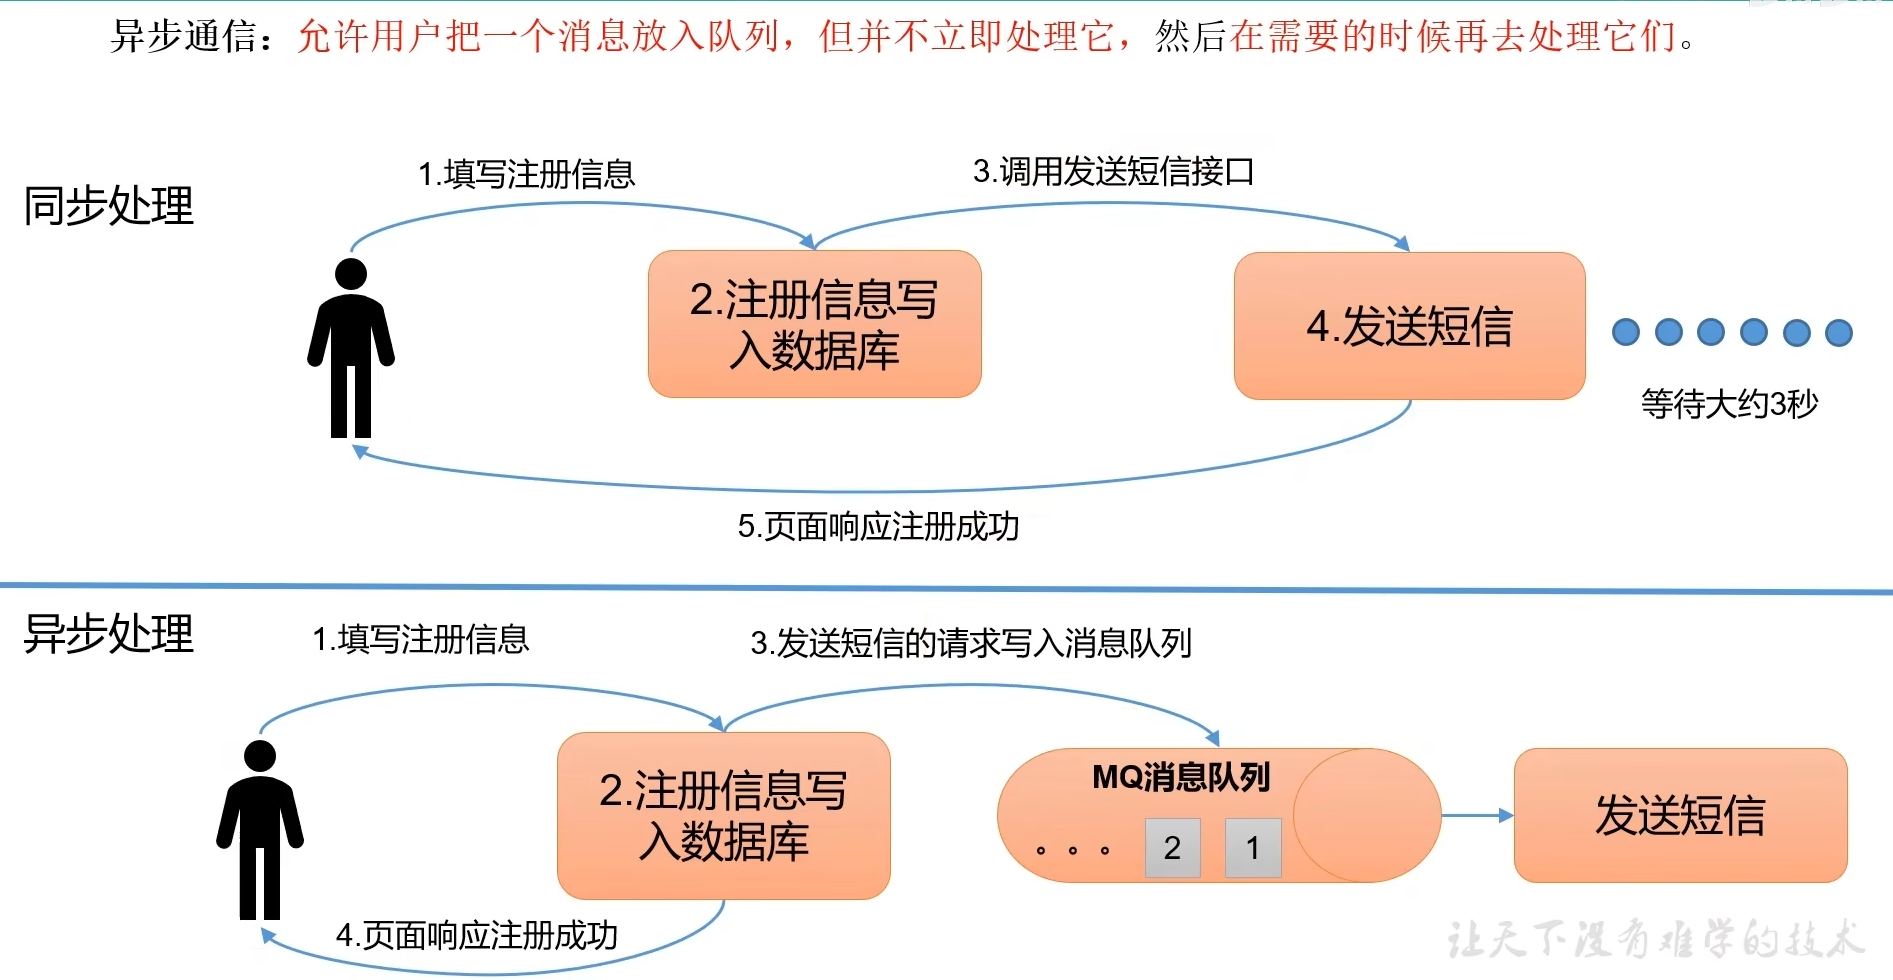 异步通信：允许用户把一个消息放入队列，但并不立即处理它，然后在需要的时候再去处理它们。
同步处理
1.填写注册信息
3.调用发送短信接口
2.注册信息写
入数据库
4.发送短信
等待大约3秒
5.页面响应注册成功
异步处理
1.填写注册信息
3.发送短信的请求写入消息队列
2.注册信息写
入数据库
MQ消息队列
。。。 2 1
发送短信
4.页面响应注册成功
让天下没有难学的技术